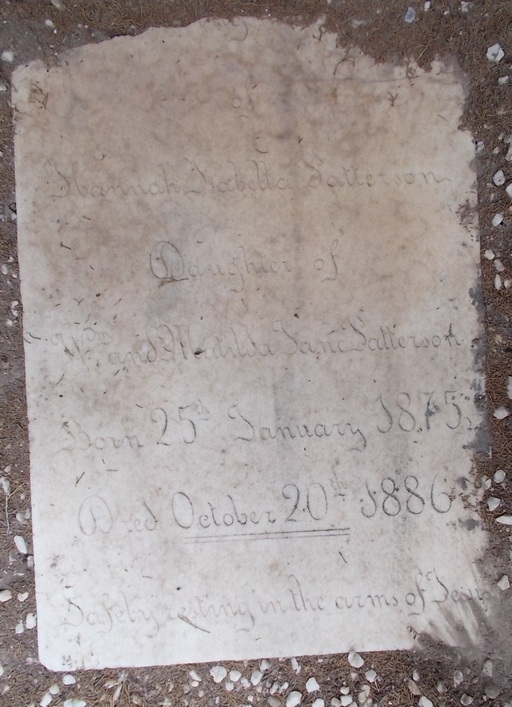 Hannah Isabella Patterson
Daughter of
Wm and Matilda Jane Patterson
Born 25th January 1875.
Died October 20th 1886
Safely resting in the arms of Jesus